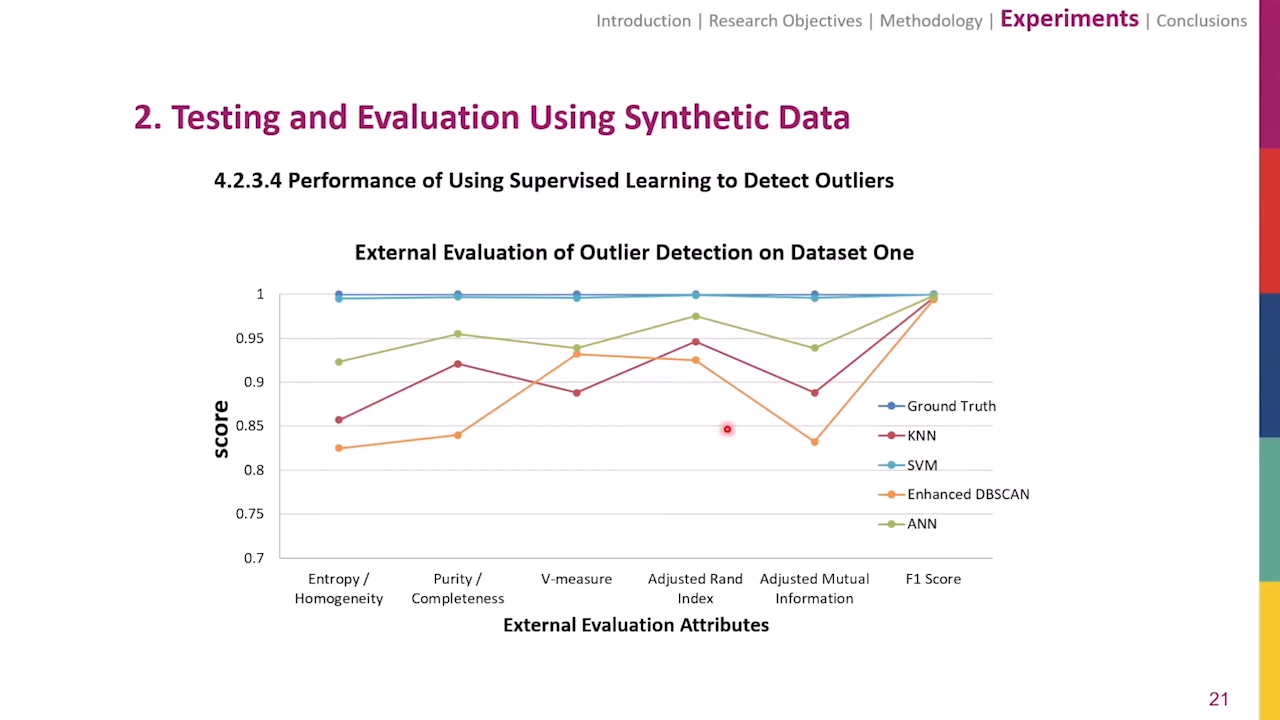 Introduction | Research Objectives | Methodology | Experiments | Conclusions
2. Testing and Evaluation Using Synthetic Data
4.2.3.4 Performance of Using Supervised Learning to Detect Outliers
External Evaluation of Outlier Detection on Dataset One
1
0.95
0.9
0.85
0.8
0.75
0.7
score
Ground Truth
KNN
SVM
Enhanced DBSCAN
ANN
Entropy /
Homogeneity
Purity /
Completeness
V-measure
Adjusted Rand
Index
Adjusted Mutual
Information
F1 Score
External Evaluation Attributes
21